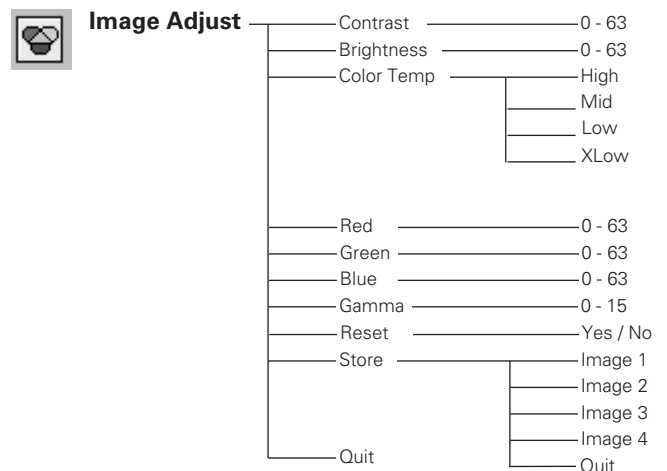 Image Adjust Contrast 0 - 63
Brightness 0 - 63
Color Temp High
Mid
Low
XLow
Red 0 - 63
Green 0 - 63
Blue 0 - 63
Gamma 0 - 15
Reset Yes / No
Store Image 1
Image 2
Image 3
Image 4
Quit Quit